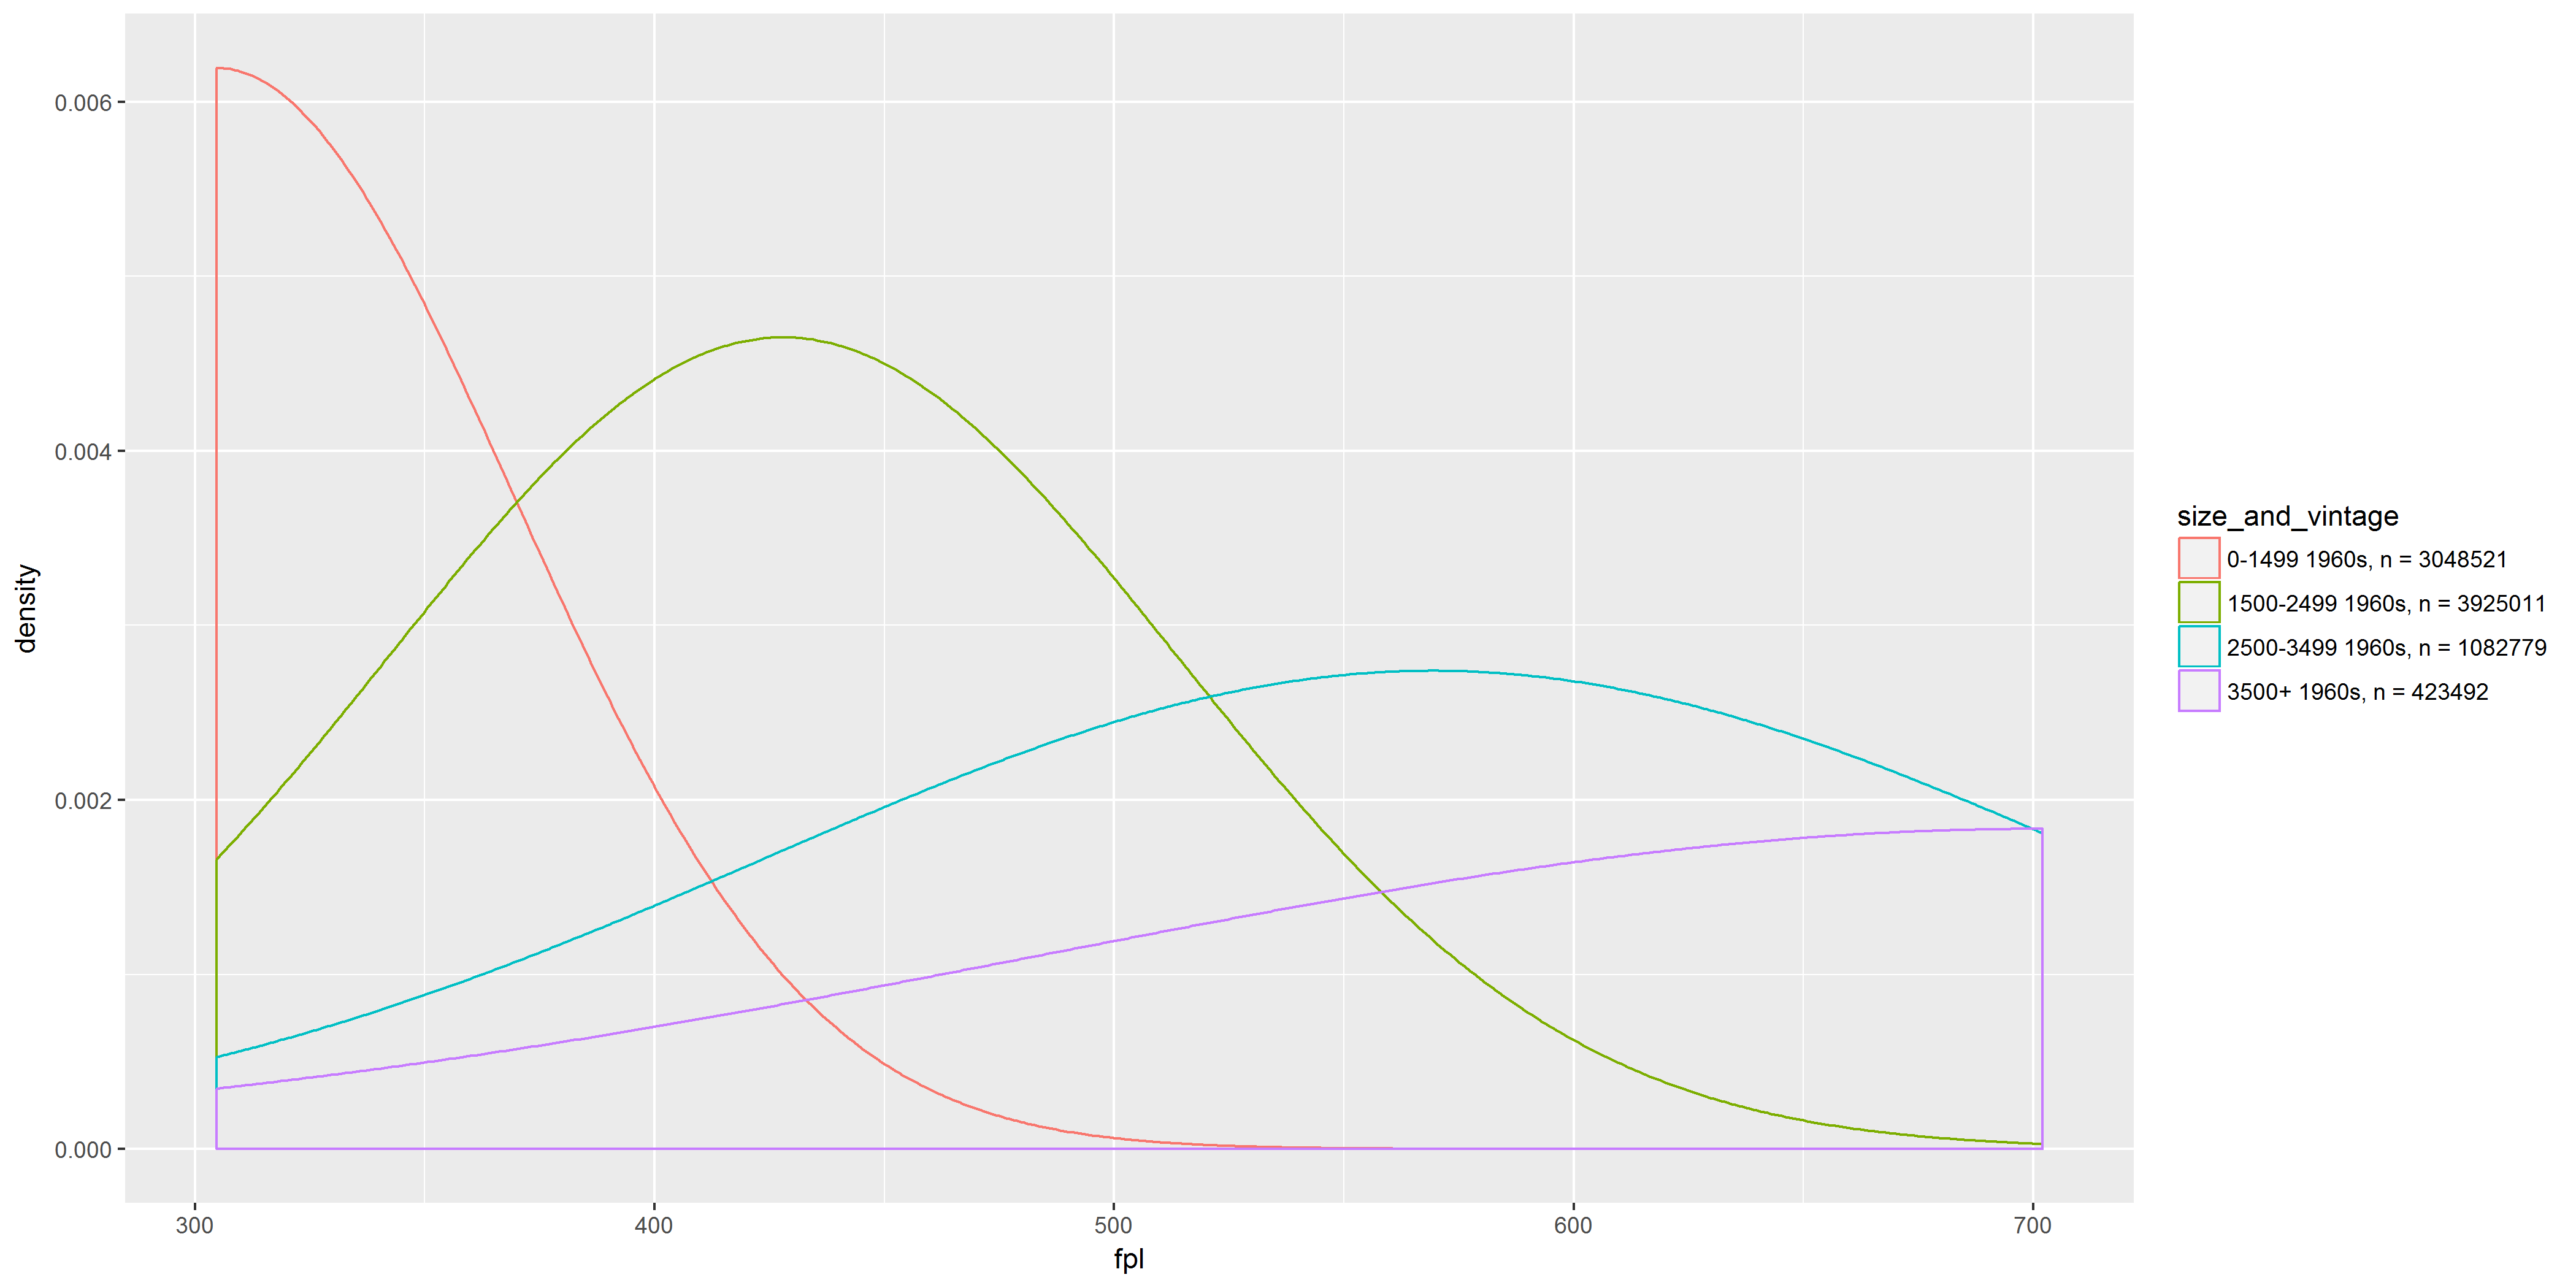 0.006
0.004
0.002
0.000
density
300
400
500
600
700
fpl
size_and_vintage
0-1499 1960s, n = 3048521
1500-2499 1960s, n = 3925011
2500-3499 1960s, n = 1082779
3500+ 1960s, n = 423492